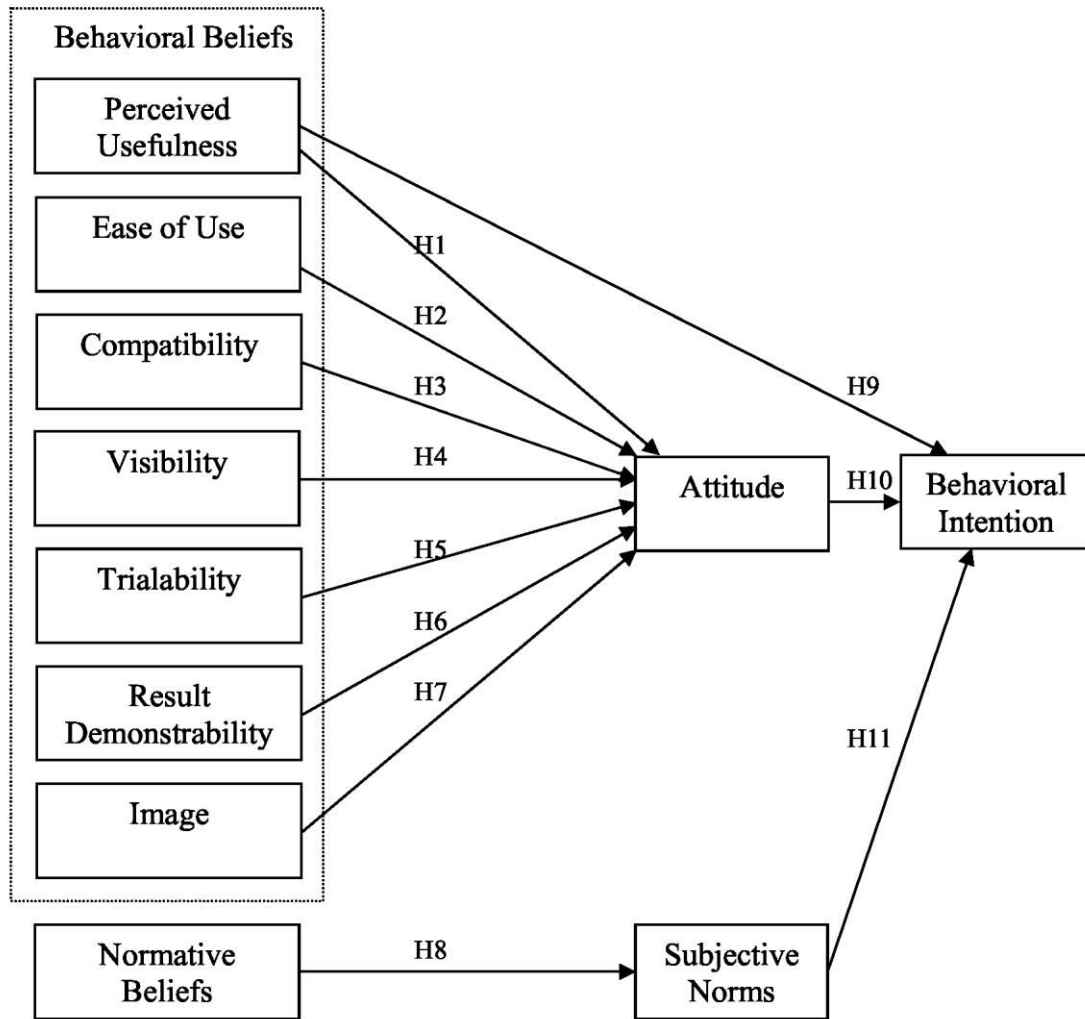 Behavioral Beliefs
Perceived
Usefulness
Ease of Use
Compatibility
Visibility
Trialability
Result
Demonstrability
Image
Normative
Beliefs
H1
H2
H3
H4
H5
H6
H7
H8
H9
Attitude
H10
Behavioral
Intention
H11
Subjective
Norms